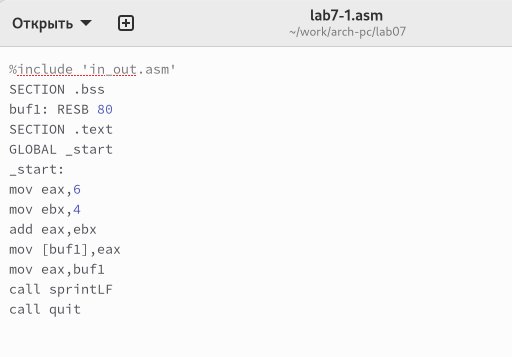 Открыть
lab7-1.asm
~/work/arch-pc/lab07
%include 'in_out.asm'
SECTION .bss
buf1: RESB 80
SECTION .text
GLOBAL _start
_start:
mov eax,6
mov ebx,4
add eax,ebx
mov [buf1],eax
mov eax,buf1
call sprintLF
call quit